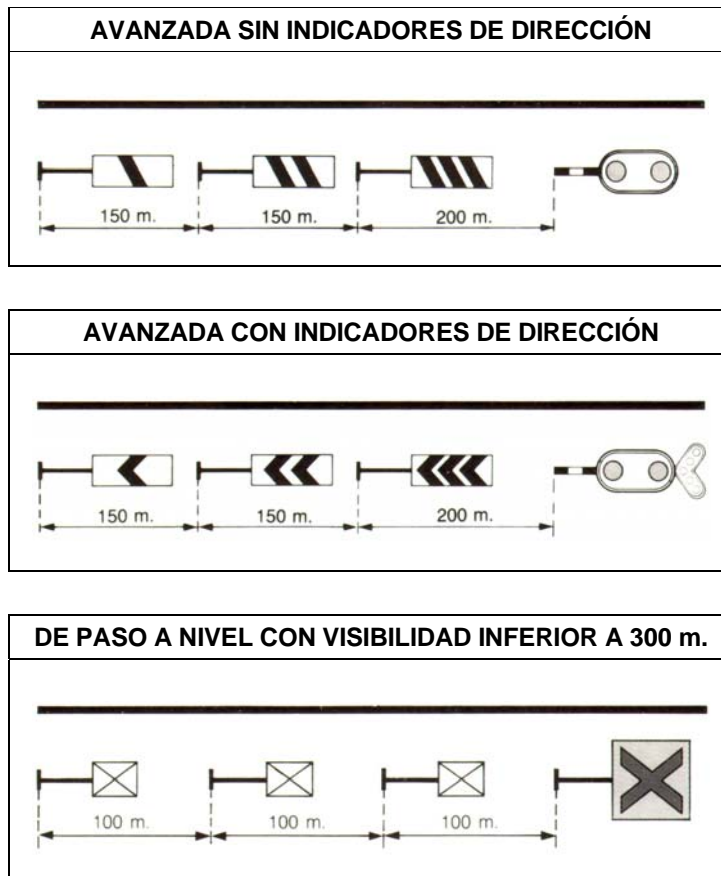 AVANZADA SIN INDICADORES DE DIRECCIÓN
150 m. 150 m. 200 m.
AVANZADA CON INDICADORES DE DIRECCIÓN
150 m. 150 m. 200 m.
DE PASO A NIVEL CON VISIBILIDAD INFERIOR A 300 m.
100 m. 100 m. 100 m.